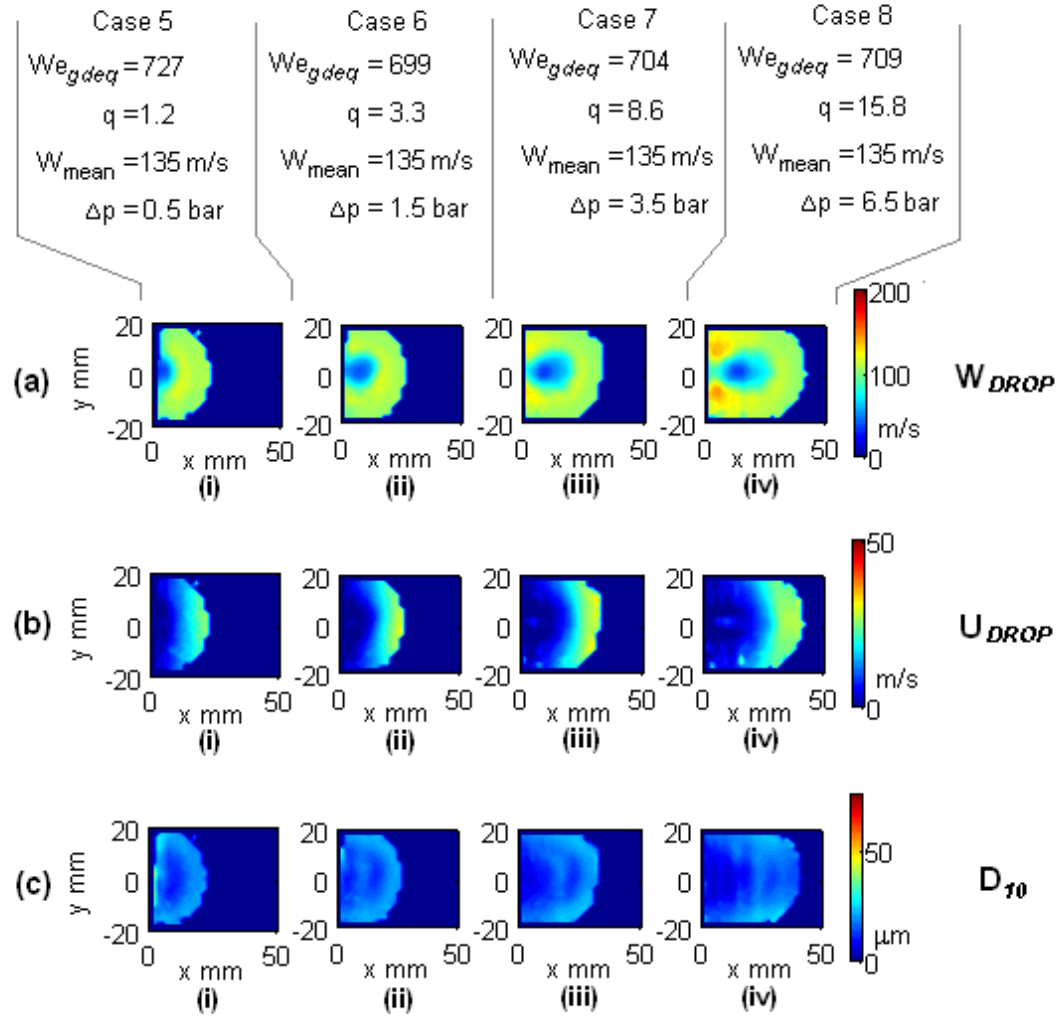 Case 5 Case 6 Case 7 Case 8
We_gdeq = 727 We_gdeq = 699 We_gdeq = 704 We_gdeq = 709
q =1.2 q =3.3 q =8.6 q =15.8
W_mean =135 m/s W_mean =135 m/s W_mean =135 m/s W_mean =135 m/s
Δp =0.5 bar Δp = 1.5 bar Δp = 3.5 bar Δp = 6.5 bar
(a) y mm 20 0 -20 20 0 -20 20 0 -20 20 0 -20 200 100 m/s 0 W_DROP
0 50 0 50 0 50 0 50
x mm x mm x mm x mm
(i) (ii) (iii) (iv)
(b) y mm 20 0 -20 20 0 -20 20 0 -20 20 0 -20 50 m/s 0 U_DROP
0 50 0 50 0 50 0 50
x mm x mm x mm x mm
(i) (ii) (iii) (iv)
(c) y mm 20 0 -20 20 0 -20 20 0 -20 20 0 -20 50 μm 0 D_10
0 50 0 50 0 50 0 50
x mm x mm x mm x mm
(i) (ii) (iii) (iv)